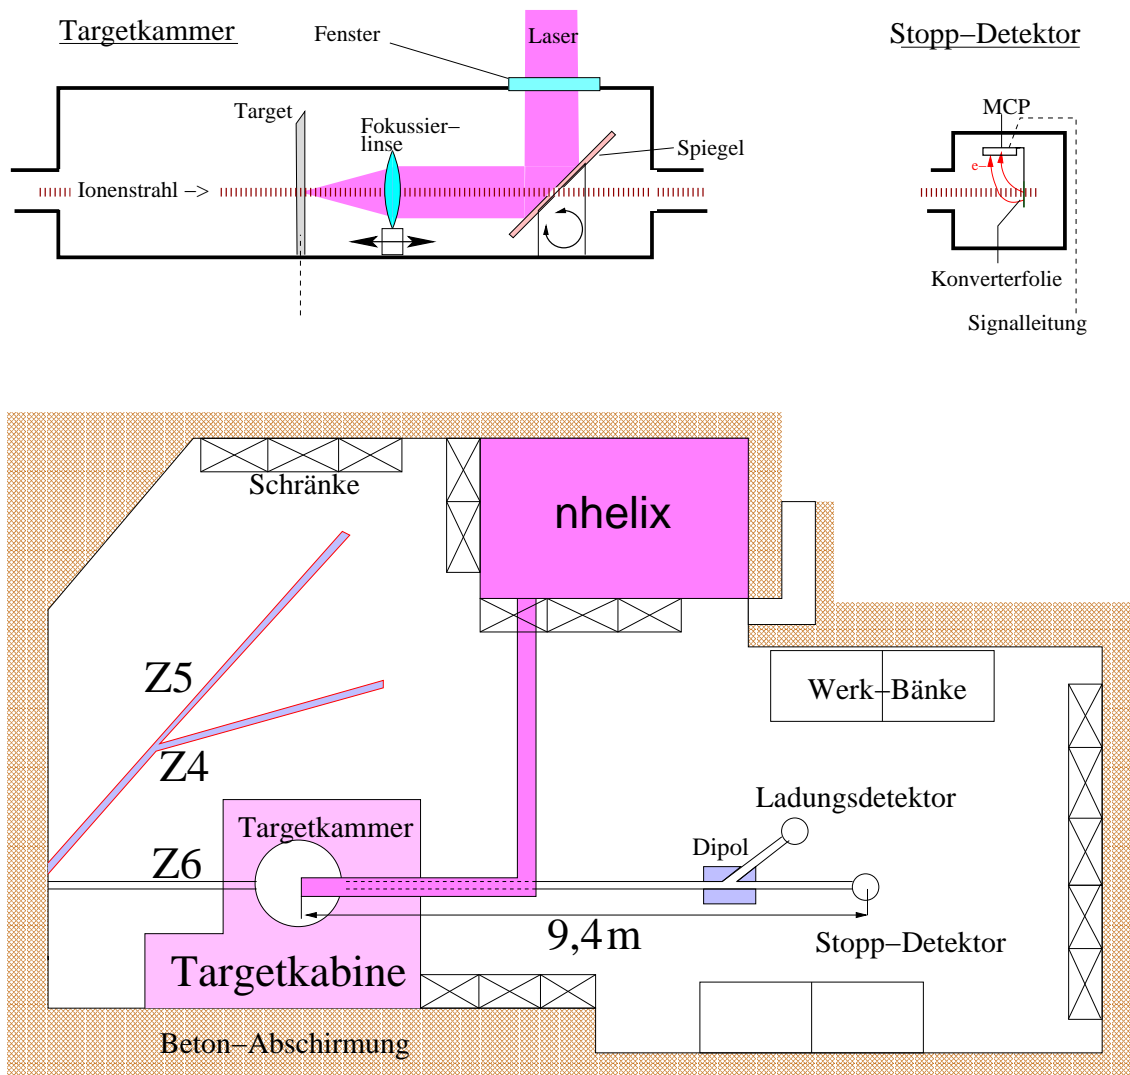 Targetkammer
Fenster
Laser
Stopp−Detektor
Target
Fokussier−
linse
Spiegel
MCP
e−
Ionenstrahl −>
Konverterfolie
Signalleitung
Schränke
nhelix
Z5
Werk−Bänke
Z4
Ladungsdetektor
Targetkammer
Dipol
Z6
9,4m
Stopp−Detektor
Targetkabine
Beton−Abschirmung